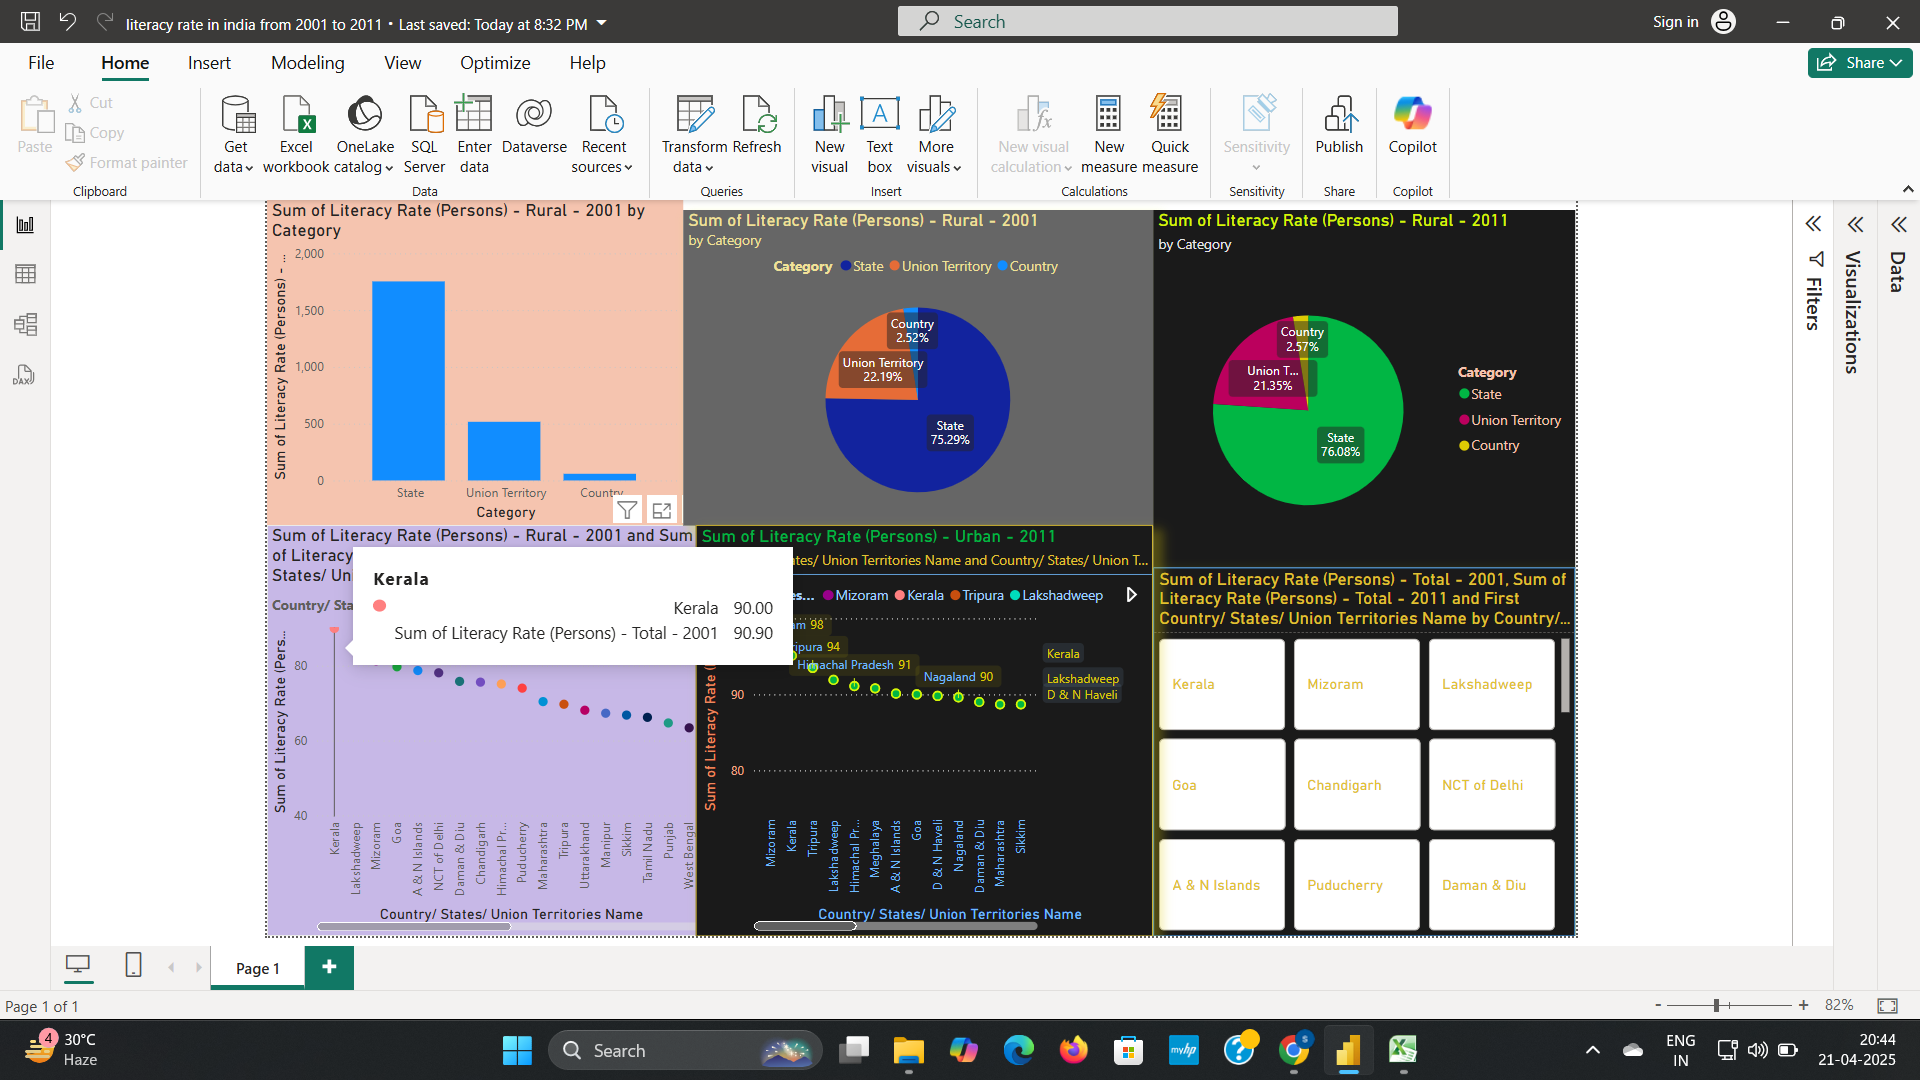 literacy rate in india from 2001 to 2011 • Last saved: Today at 8:32 PM
Search
Sign in
File
Home
Insert
Modeling
View
Optimize
Help
Share
Paste
Cut
Copy
Format painter
Clipboard
Get data
Excel workbook
OneLake catalog
SQL Server
Enter data
Dataverse
Recent sources
Data
Transform data
Refresh
Queries
New visual
Text box
More visuals
Insert
New visual calculation
New measure
Quick measure
Calculations
Sensitivity
Sensitivity
Publish
Share
Copilot
Copilot
Sum of Literacy Rate (Persons) - Rural - 2001 by
Category
Sum of Literacy Rate (Persons) - ...
2,000
1,500
1,000
500
0
State
Union Territory
Country
Category
Sum of Literacy Rate (Persons) - Rural - 2001
by Category
Category State Union Territory Country
Country
2.52%
Union Territory
22.19%
State
75.29%
Sum of Literacy Rate (Persons) - Rural - 2011
by Category
Country
2.57%
Union T...
21.35%
State
76.08%
Category
State
Union Territory
Country
Filters
Visualizations
Data
Sum of Literacy Rate (Persons) - Rural - 2001 and Sum
of Literacy
States/ Un
Country/ Sta
Kerala
Kerala 90.00
Sum of Literacy Rate (Persons) - Total - 2001 90.90
Sum of Literacy Rate (Pers...
80
60
40
Kerala
Lakshadweep
Mizoram
Goa
A & N Islands
NCT of Delhi
Daman & Diu
Chandigarh
Himachal Pr...
Puducherry
Maharashtra
Tripura
Uttarakhand
Manipur
Sikkim
Tamil Nadu
Punjab
West Bengal
Country/ States/ Union Territories Name
Sum of Literacy Rate (Persons) - Urban - 2011
ates/ Union Territories Name and Country/ States/ Union T...
es... Mizoram Kerala Tripura Lakshadweep
am 98
ripura 94
Himachal Pradesh 91
Nagaland 90
Kerala
Lakshadweep
D & N Haveli
Sum of Literacy Rate (
90
80
Mizoram
Kerala
Tripura
Lakshadweep
Himachal Pr...
Meghalaya
A & N Islands
Goa
D & N Haveli
Nagaland
Daman & Diu
Maharashtra
Sikkim
Country/ States/ Union Territories Name
Sum of Literacy Rate (Persons) - Total - 2001, Sum of
Literacy Rate (Persons) - Total - 2011 and First
Country/ States/ Union Territories Name by Country/...
Kerala
Mizoram
Lakshadweep
Goa
Chandigarh
NCT of Delhi
A & N Islands
Puducherry
Daman & Diu
Page 1
Page 1 of 1
- + 82%
4
30°C
Haze
Search
myhp
ENG
IN
20:44
21-04-2025